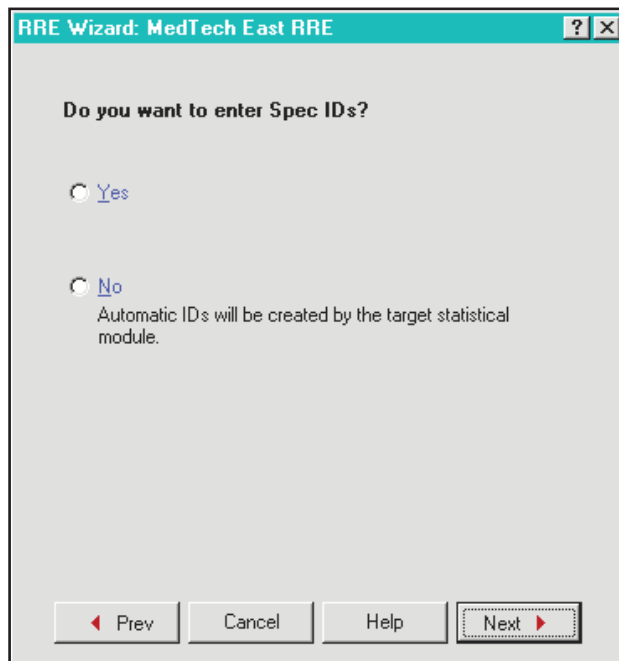 RRE Wizard: MedTech East RRE
Do you want to enter Spec IDs?
Yes
No
Automatic IDs will be created by the target statistical
module.
Prev Cancel Help Next